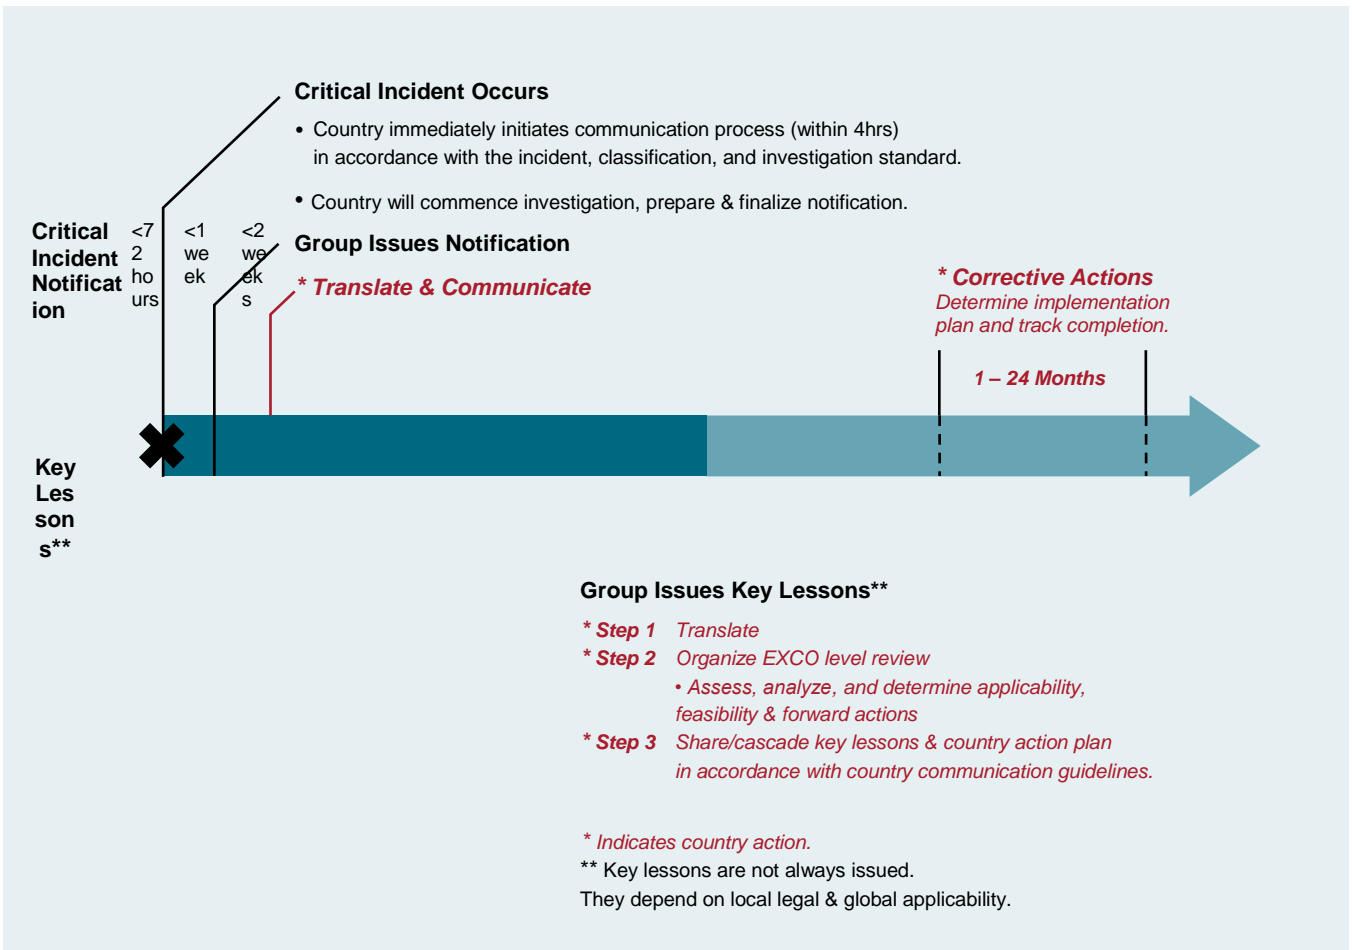 Critical Incident Occurs
• Country immediately initiates communication process (within 4hrs)
in accordance with the incident, classification, and investigation standard.
• Country will commence investigation, prepare & finalize notification.
Critical
Incident
Notificat
ion
<7
2
ho
urs
<1
we
ek
<2
we
ek
s
Group Issues Notification
* Translate & Communicate
* Corrective Actions
Determine implementation
plan and track completion.
1 – 24 Months
Key
Les
son
s**
Group Issues Key Lessons**
* Step 1 Translate
* Step 2 Organize EXCO level review
• Assess, analyze, and determine applicability,
feasibility & forward actions
* Step 3 Share/cascade key lessons & country action plan
in accordance with country communication guidelines.
* Indicates country action.
** Key lessons are not always issued.
They depend on local legal & global applicability.